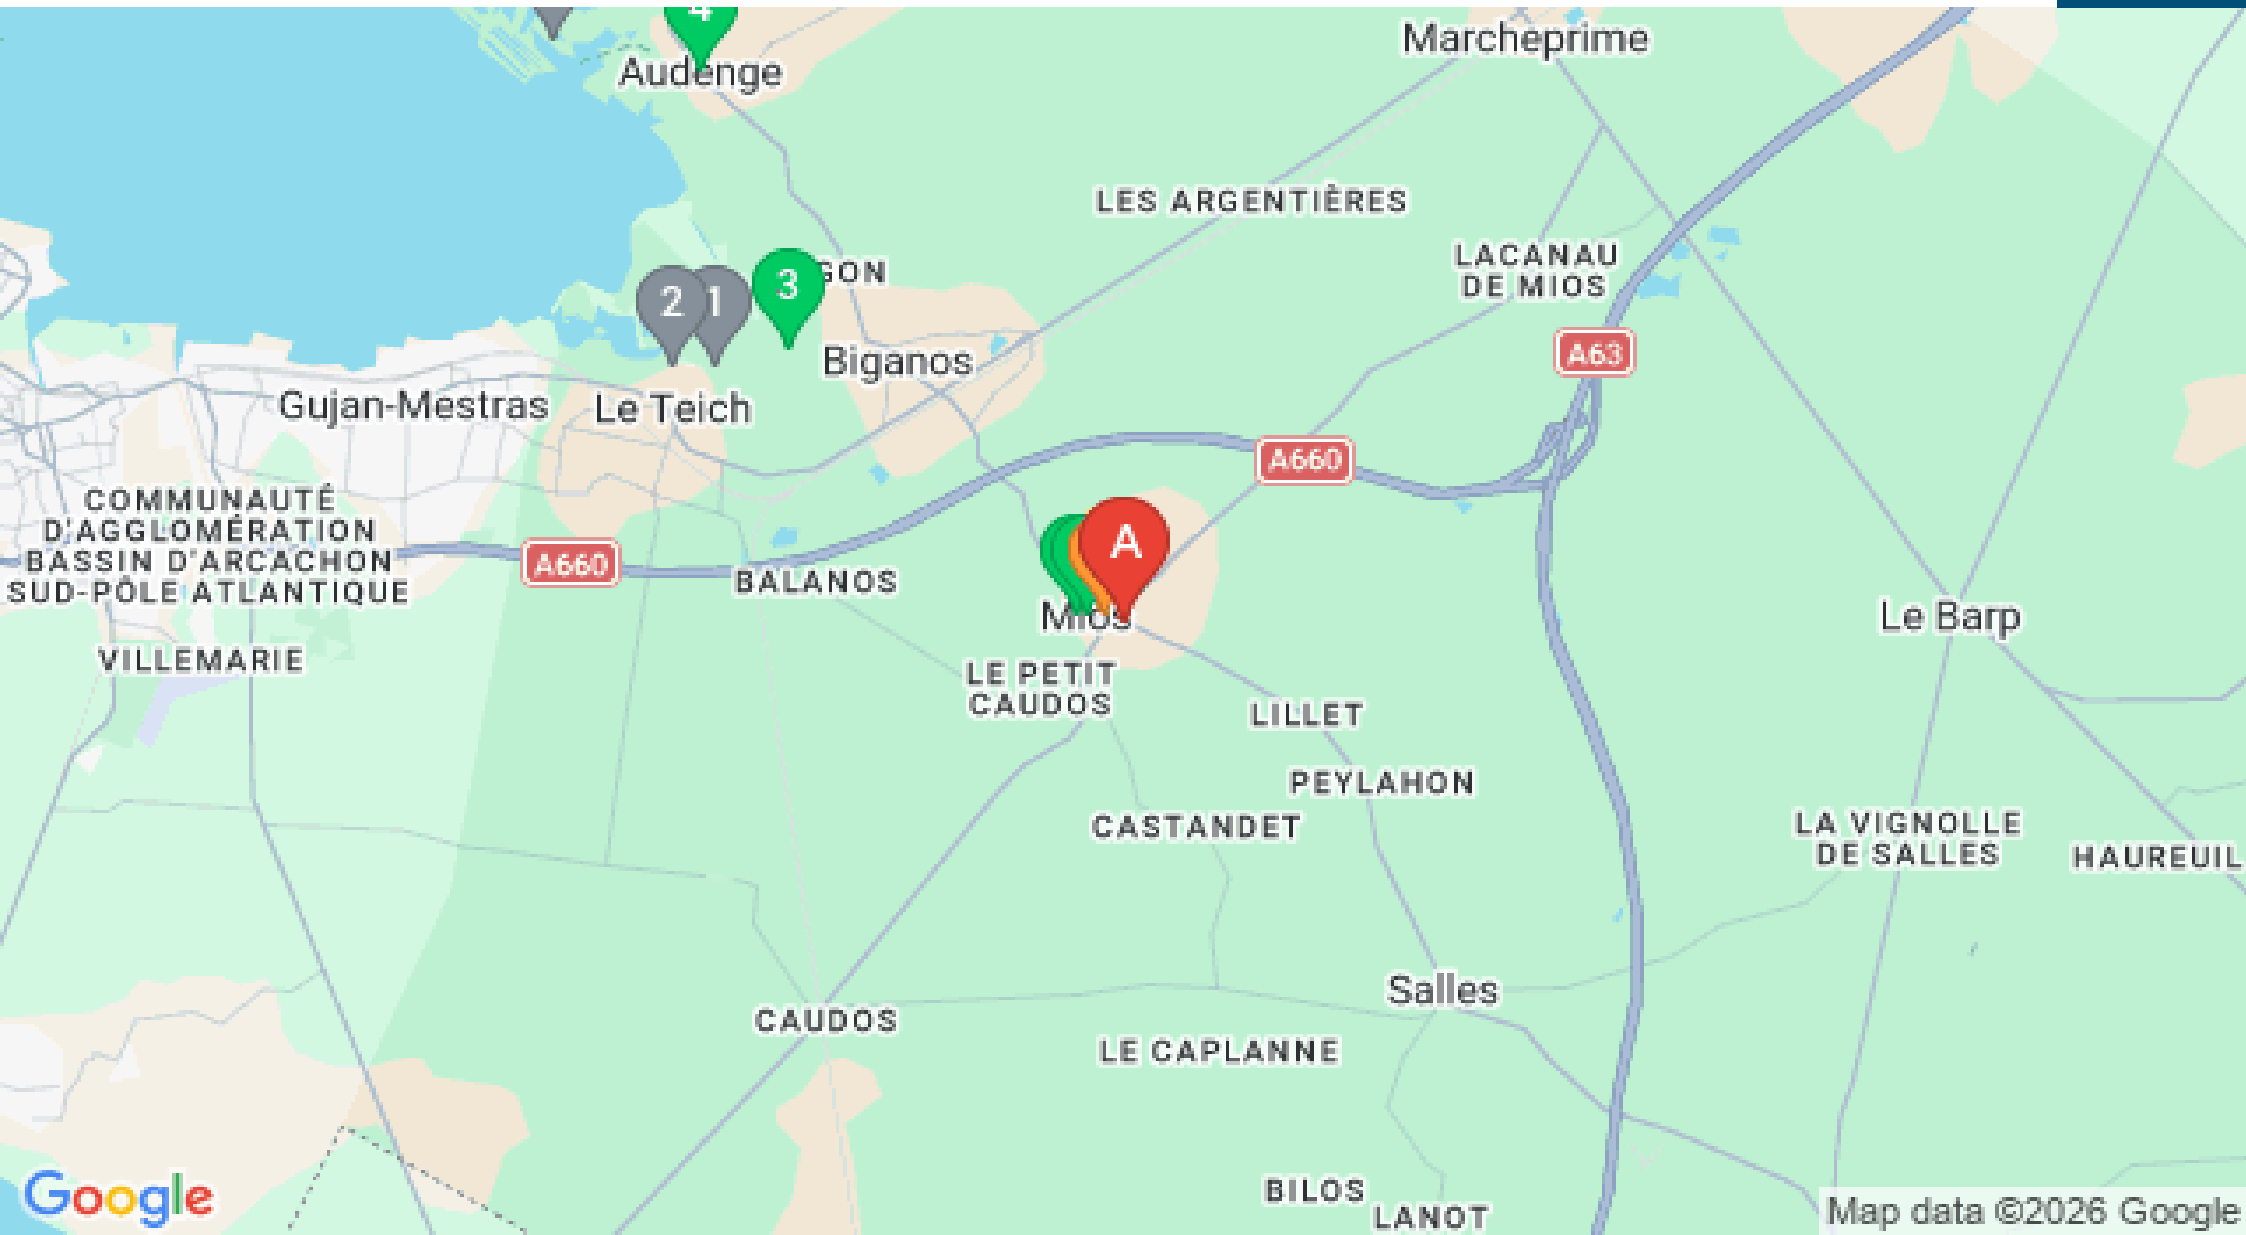 4
Audenge
Marcheprime
LES ARGENTIÈRES
LACANAU
DE MIOS
2
1
3
Biganos
A63
Gujan-Mestras
Le Teich
A660
COMMUNAUTÉ
D'AGGLOMÉRATION
BASSIN D'ARCACHON
SUD-PÔLE ATLANTIQUE
A660
BALANOS
A
Mios
Le Barp
VILLEMARIE
LE PETIT
CAUDOS
LILLET
PEYLAHON
CASTANDET
LA VIGNOLLE
DE SALLES
HAUREUIL
Salles
CAUDOS
LE CAPLANNE
BILOS
LANOT
Google
Map data ©2026 Google